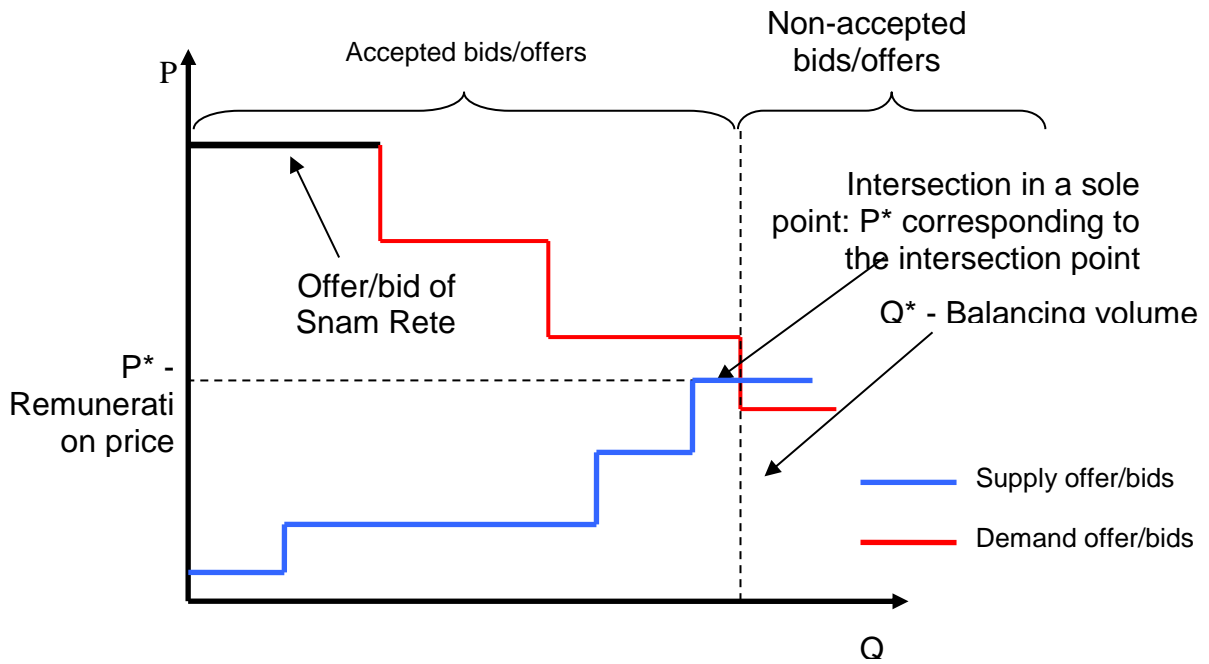 Non-accepted
bids/offers
Accepted bids/offers
P
Intersection in a sole
point: P* corresponding to
the intersection point
Offer/bid of
Snam Rete
Q* - Balancing volume
P* -
Remunerati
on price
Supply offer/bids
Demand offer/bids
Q